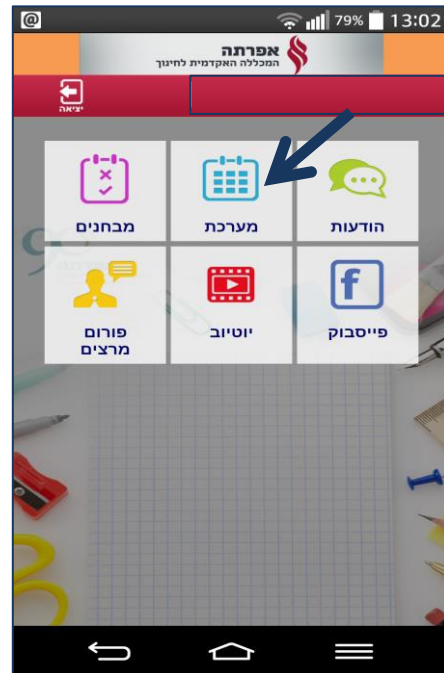 @ 79% 13:02
אפרתה
המכללה האקדמית לחינוך
יציאה
הודעות
מערכת
מבחנים
פייסבוק
יוטיוב
פורום
מרצים